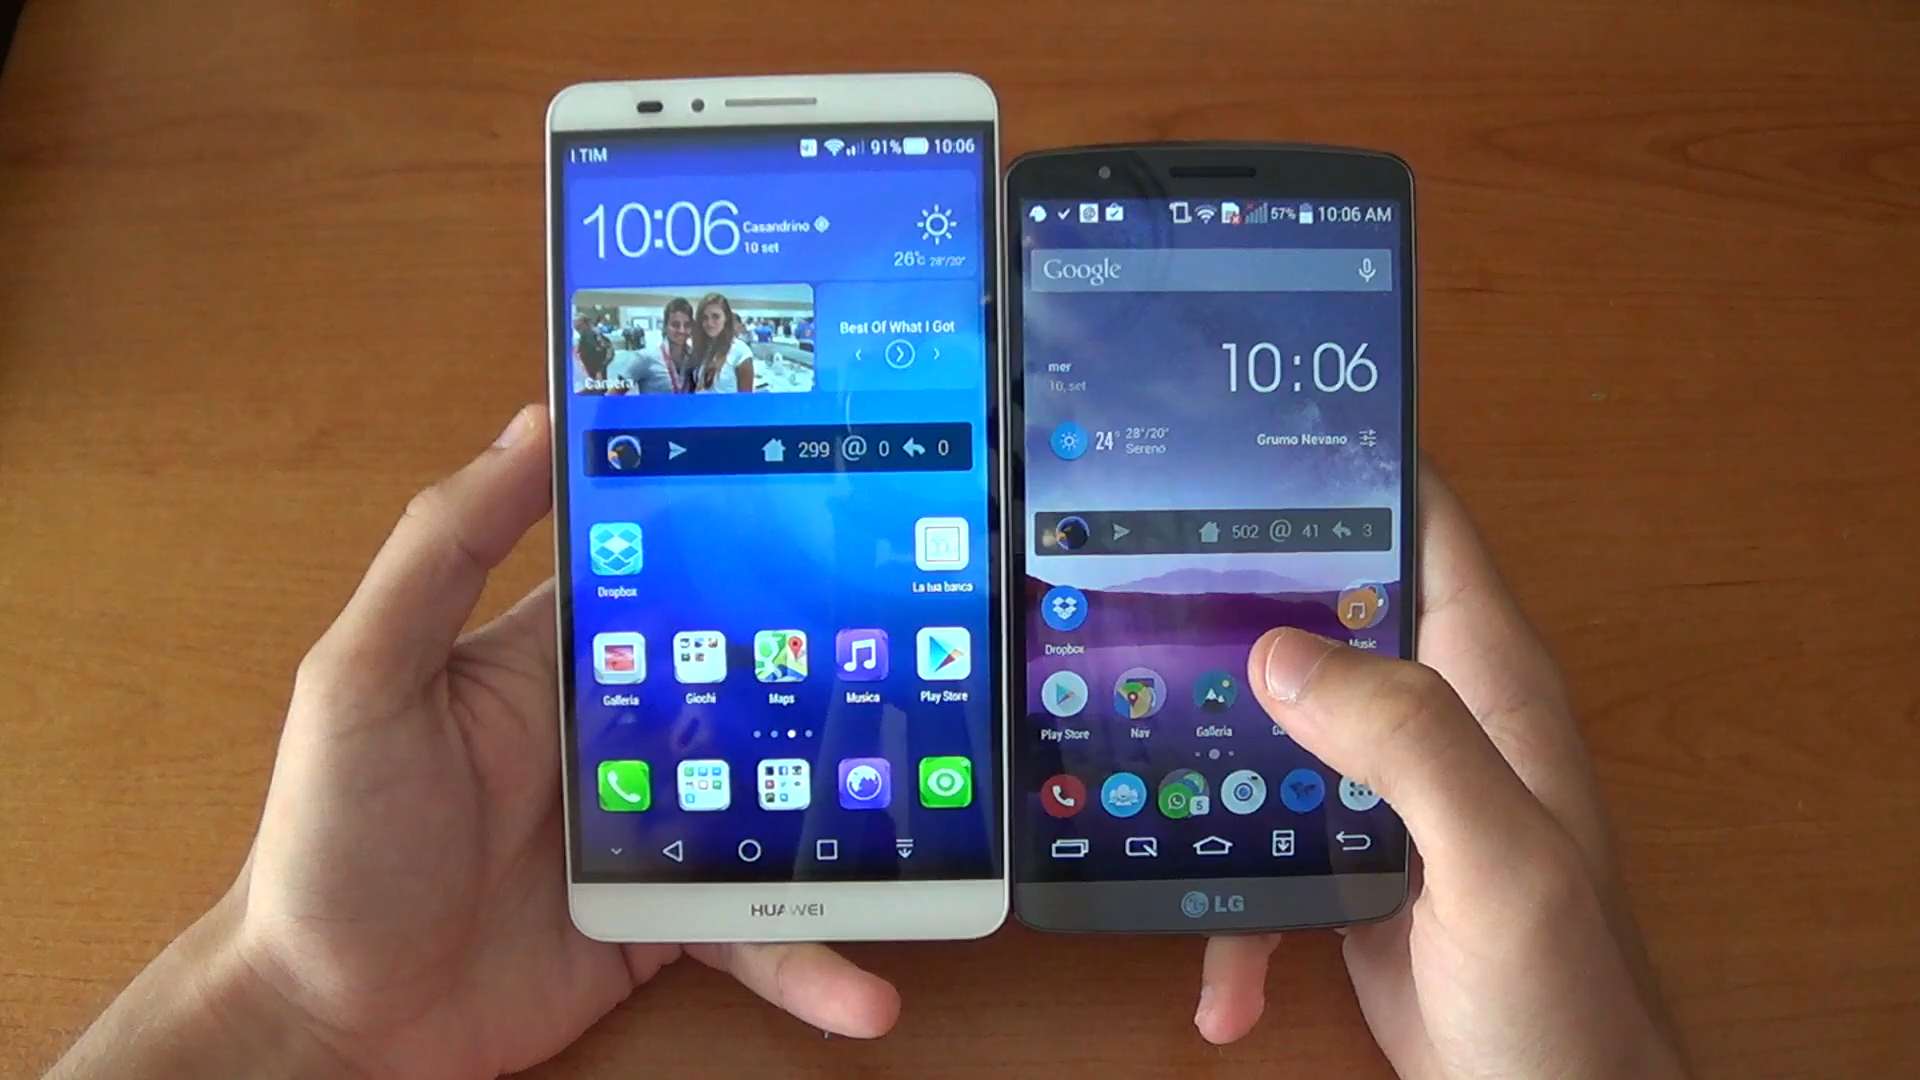 I TIM
91% 10:06
10:06
Casandrino
10 set
26°c 28°/20°
Camera
Best Of What I Got
299 @ 0 0
Dropbox
La tua banca
Galleria Giochi Maps Musica Play Store
HUAWEI
57% 10:06 AM
Google
mer
10, set
10:06
24° 28°/20°
Sereno
Grumo Nevano
502 @ 41 3
Dropbox
Music
Play Store Nav Galleria
5
LG